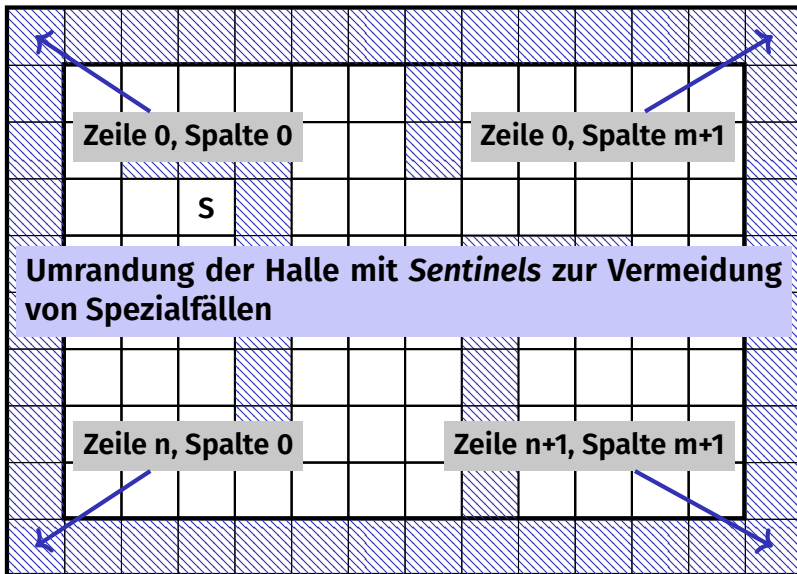 Zeile 0, Spalte 0
Zeile 0, Spalte m+1
S
Umrandung der Halle mit Sentinels zur Vermeidung
von Spezialfällen
Zeile n, Spalte 0
Zeile n+1, Spalte m+1